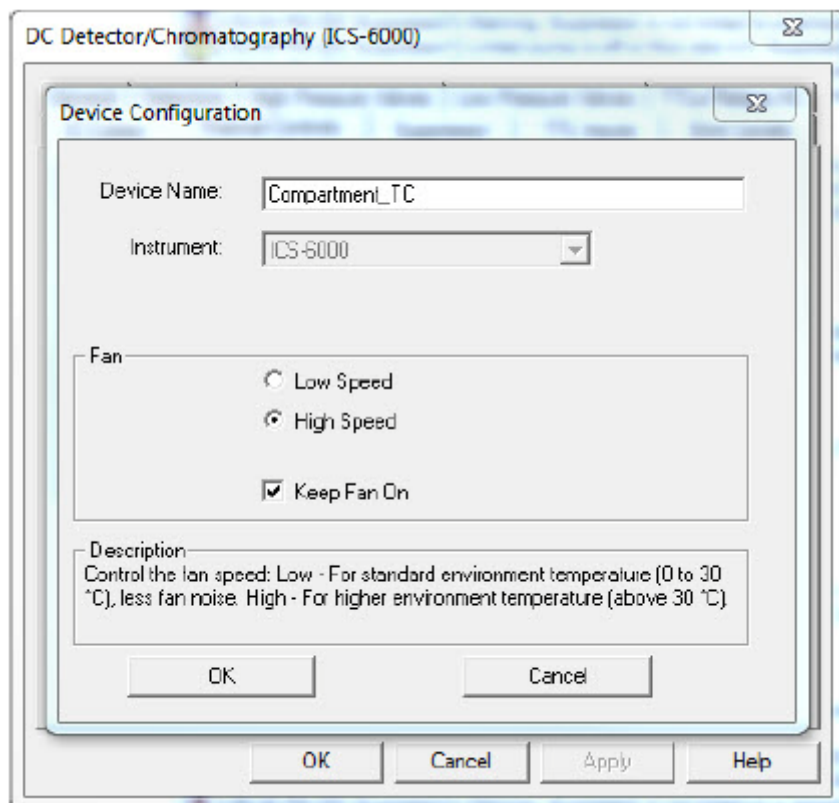 DC Detector/Chromatography (ICS-6000)
Device Configuration
Device Name: Compartment_TC
Instrument: ICS-6000
Fan
Low Speed
High Speed
Keep Fan On
Description
Control the fan speed: Low - For standard environment temperature (0 to 30
°C), less fan noise. High - For higher environment temperature (above 30 °C).
OK Cancel
OK Cancel Apply Help